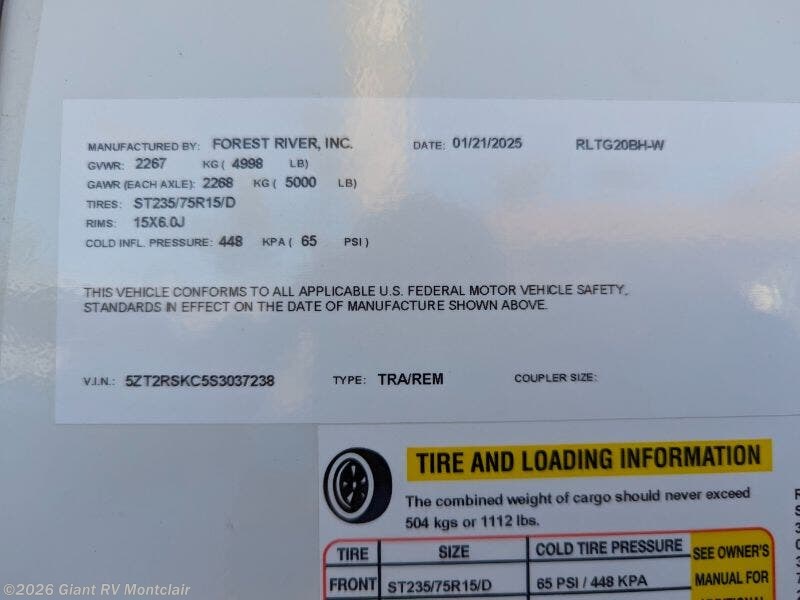 MANUFACTURED BY: FOREST RIVER, INC. DATE: 01/21/2025 RLTG20BH-W
GVWR: 2267 KG ( 4998 LB)
GAWR (EACH AXLE): 2268 KG ( 5000 LB)
TIRES: ST235/75R15/D
RIMS: 15X6.0J
COLD INFL. PRESSURE: 448 KPA ( 65 PSI )
THIS VEHICLE CONFORMS TO ALL APPLICABLE U.S. FEDERAL MOTOR VEHICLE SAFETY
STANDARDS IN EFFECT ON THE DATE OF MANUFACTURE SHOWN ABOVE.
V.I.N.: 5ZT2RSKC5S3037238 TYPE: TRA/REM COUPLER SIZE:
TIRE AND LOADING INFORMATION
The combined weight of cargo should never exceed
504 kgs or 1112 lbs.
TIRE SIZE COLD TIRE PRESSURE SEE OWNER'S
FRONT ST235/75R15/D 65 PSI / 448 KPA MANUAL FOR
©2026 Giant RV Montclair